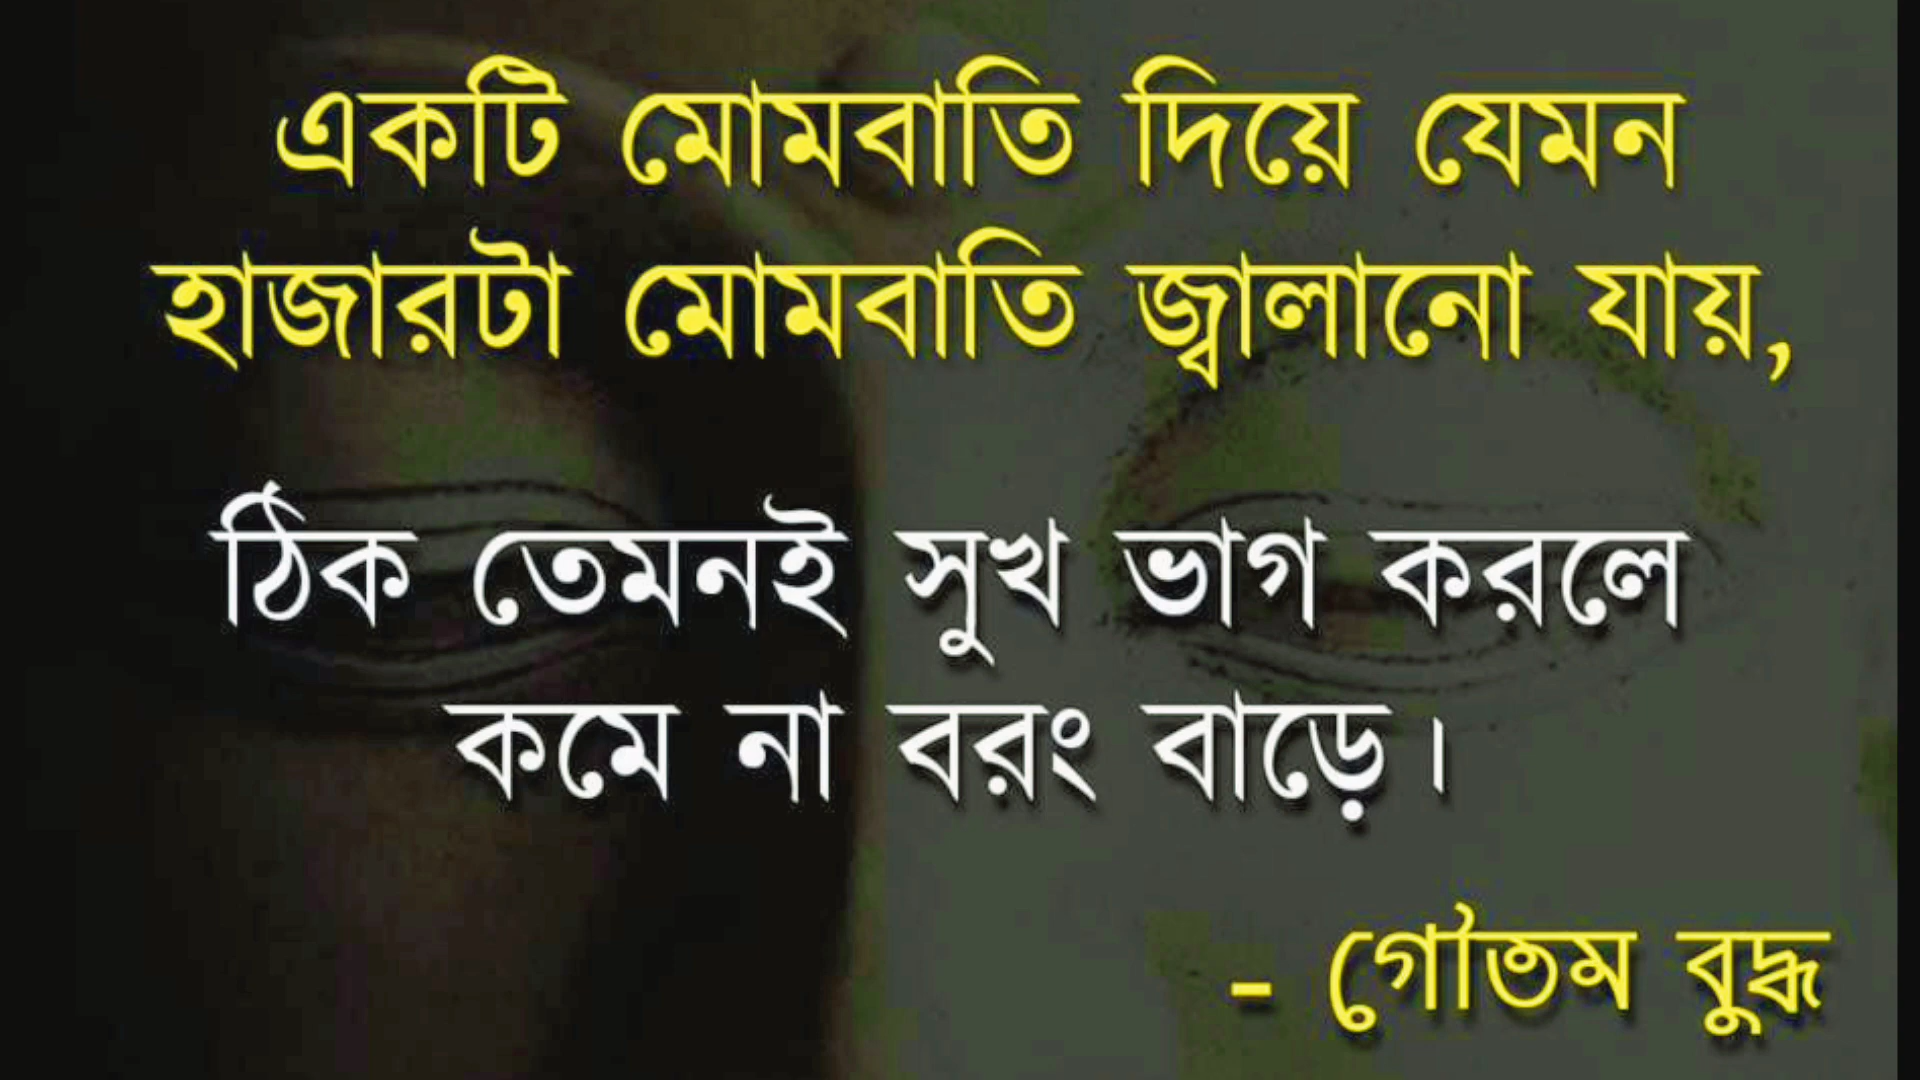 একটি মোমবাতি দিয়ে যেমন
হাজারটা মোমবাতি জ্বালানো যায়,
ঠিক তেমনই সুখ ভাগ করলে
কমে না বরং বাড়ে।
- গৌতম বুদ্ধ